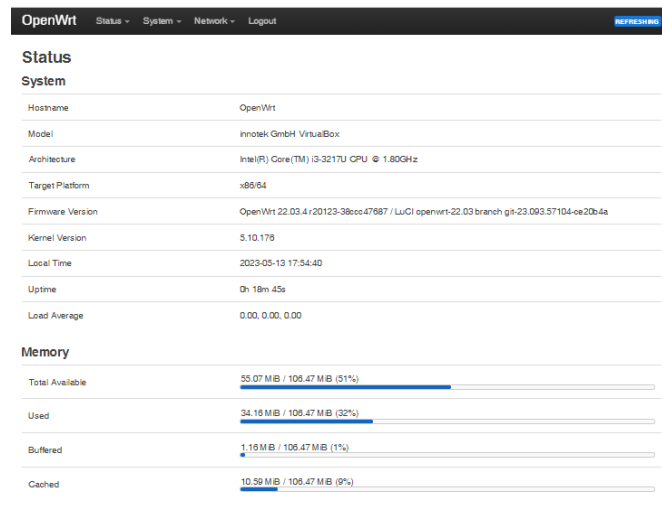 OpenWrt Status System Network Logout REFRESHING
Status
System
Hostname OpenWrt
Model innotek GmbH VirtualBox
Architecture Intel(R) Core(TM) i3-3217U CPU @ 1.80GHz
Target Platform x86/64
Firmware Version OpenWrt 22.03.4 r20123-38ccc47687 / LuCI openwrt-22.03 branch git-23.093.57104-ce20b4a
Kernel Version 5.10.176
Local Time 2023-05-13 17:54:40
Uptime 0h 18m 45s
Load Average 0.00, 0.00, 0.00
Memory
Total Available 55.07 MiB / 106.47 MiB (51%)
Used 34.16 MiB / 106.47 MiB (32%)
Buffered 1.16 MiB / 106.47 MiB (1%)
Cached 10.59 MiB / 106.47 MiB (9%)